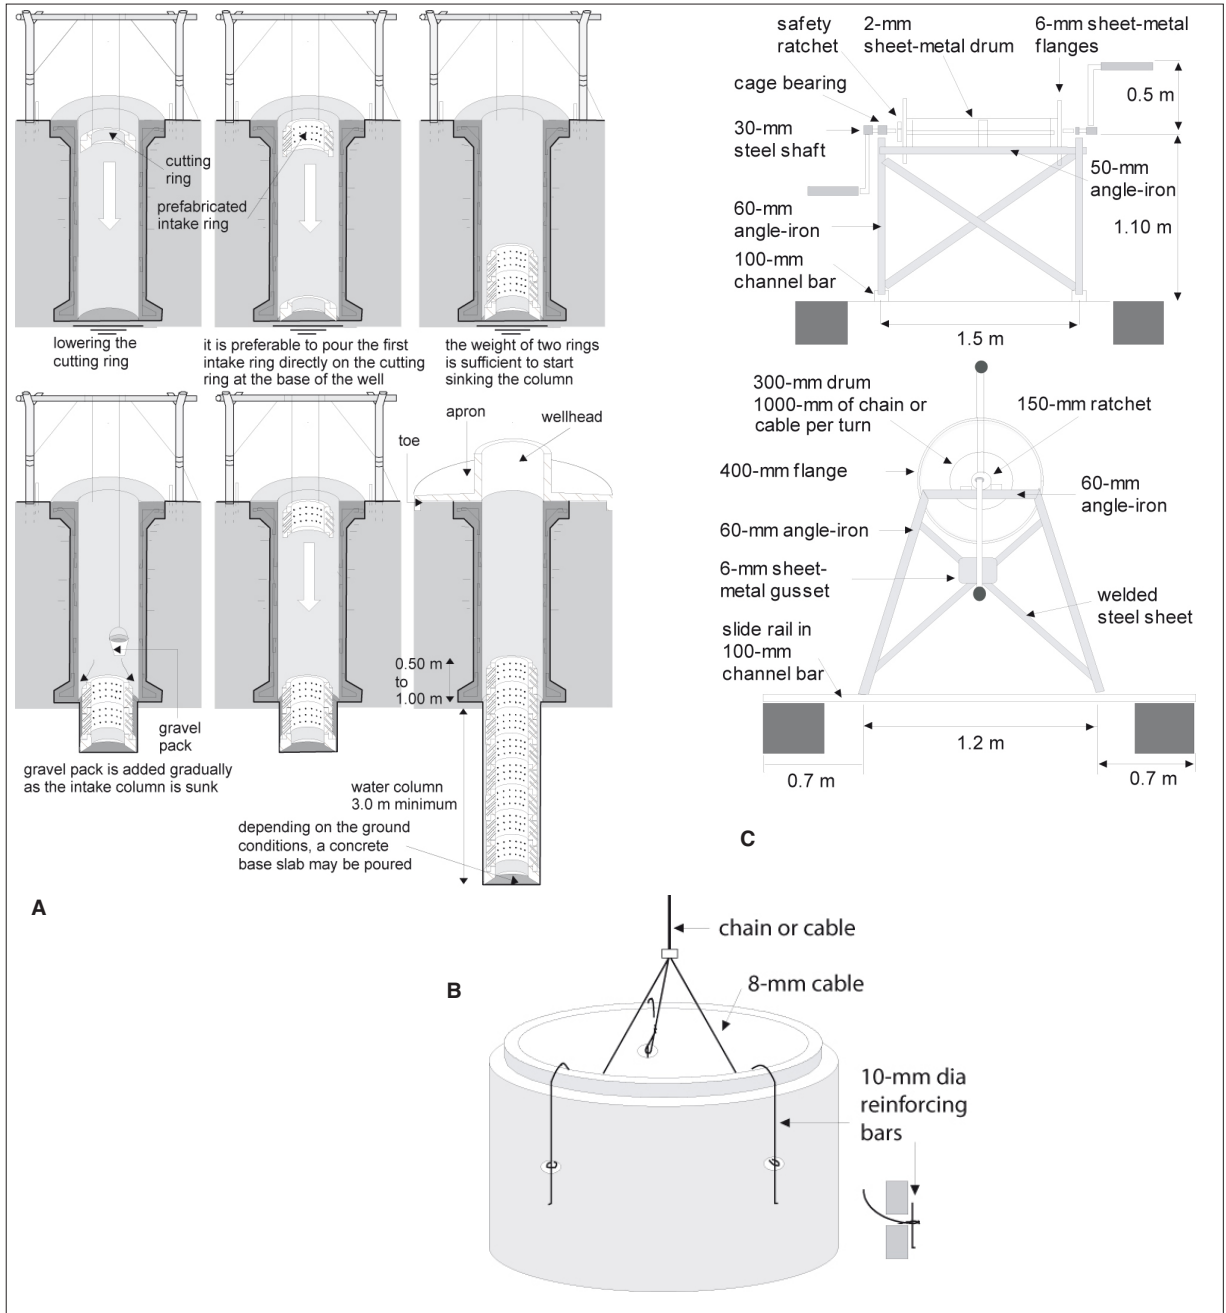 cutting
ring
prefabricated
intake ring
lowering the
cutting ring
it is preferable to pour the first
intake ring directly on the cutting
ring at the base of the well
the weight of two rings
is sufficient to start
sinking the column
gravel
pack
gravel pack is added gradually
as the intake column is sunk
toe
apron
wellhead
0.50 m
to
1.00 m
water column
3.0 m minimum
depending on the ground
conditions, a concrete
base slab may be poured
A
safety
ratchet
2-mm
sheet-metal drum
6-mm sheet-metal
flanges
cage bearing
0.5 m
30-mm
steel shaft
50-mm
angle-iron
60-mm
angle-iron
1.10 m
100-mm
channel bar
1.5 m
300-mm drum
1000-mm of chain or
cable per turn
150-mm ratchet
400-mm flange
60-mm
angle-iron
60-mm angle-iron
6-mm sheet-
metal gusset
welded
steel sheet
slide rail in
100-mm
channel bar
1.2 m
0.7 m
0.7 m
C
B
chain or cable
8-mm cable
10-mm dia
reinforcing
bars